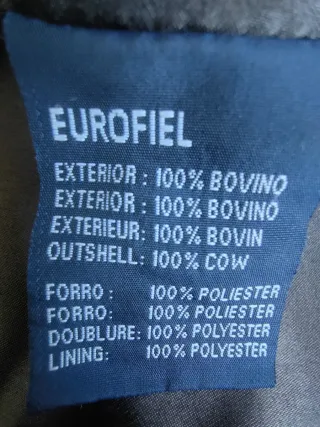 EUROFIEL
EXTERIOR : 100% BOVINO
EXTERIOR : 100% BOVINO
EXTERIEUR: 100% BOVIN
OUTSHELL: 100% COW
FORRO : 100% POLIESTER
FORRO : 100% POLIESTER
DOUBLURE: 100% POLYESTER
LINING: 100% POLYESTER